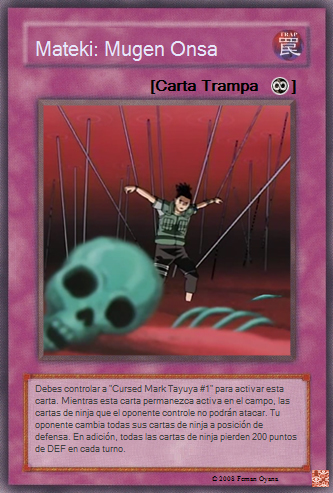 Mateki: Mugen Onsa
TRAP
罠
[Carta Trampa ]
Debes controlar a "Cursed Mark Tayuya #1" para activar esta
carta. Mientras esta carta permanezca activa en el campo, las
cartas de ninja que el oponente controle no podrán atacar. Tu
oponente cambia todas sus cartas de ninja a posición de
defensa. En adición, todas las cartas de ninja pierden 200 puntos
de DEF en cada turno.